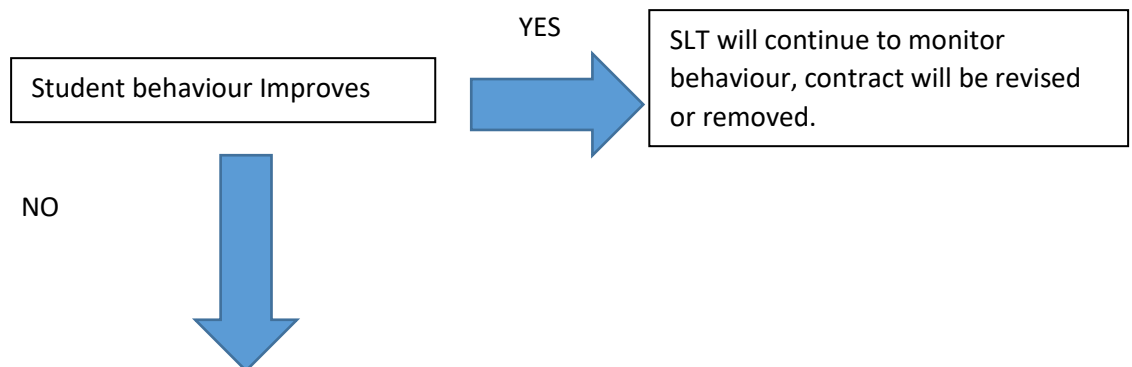 YES
SLT will continue to monitor
behaviour, contract will be revised
or removed.
Student behaviour Improves
NO